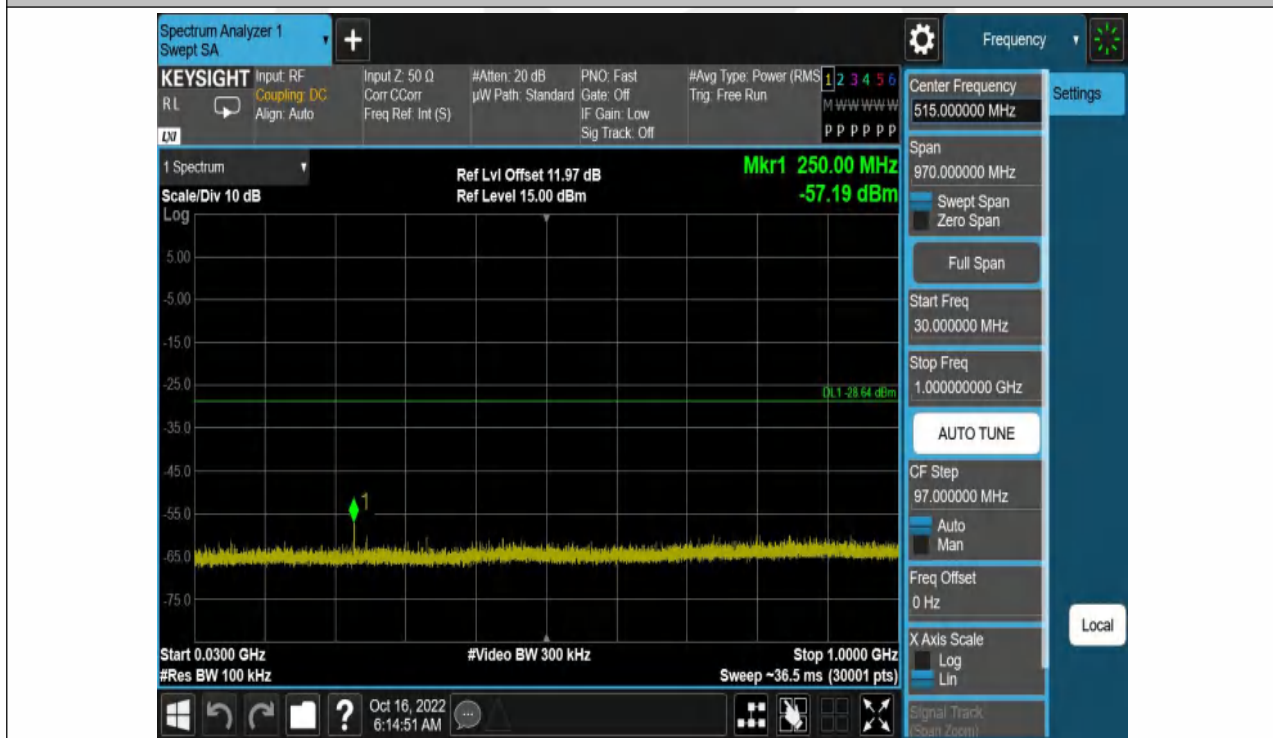 Spectrum Analyzer 1
Swept SA
+
Frequency
KEYSIGHT
RL
LXI
Input: RF
Coupling: DC
Align: Auto
Input Z: 50 Ω
Corr CCorr
Freq Ref: Int (S)
#Atten: 20 dB
µW Path: Standard
PNO: Fast
Gate: Off
IF Gain: Low
Sig Track: Off
#Avg Type: Power (RMS
Trig: Free Run
1 2 3 4 5 6
M W W W W W
P P P P P P
1 Spectrum
Scale/Div 10 dB
Ref Lvl Offset 11.97 dB
Ref Level 15.00 dBm
Mkr1 250.00 MHz
-57.19 dBm
Log
5.00
-5.00
-15.0
-25.0
DL1 -28.64 dBm
-35.0
-45.0
1
-55.0
-65.0
-75.0
Start 0.0300 GHz
#Video BW 300 kHz
Stop 1.0000 GHz
#Res BW 100 kHz
Sweep ~36.5 ms (30001 pts)
?
Oct 16, 2022
6:14:51 AM
Center Frequency
515.000000 MHz
Settings
Span
970.000000 MHz
Swept Span
Zero Span
Full Span
Start Freq
30.000000 MHz
Stop Freq
1.000000000 GHz
AUTO TUNE
CF Step
97.000000 MHz
Auto
Man
Freq Offset
0 Hz
X Axis Scale
Log
Lin
Local
Signal Track
(Span Zoom)